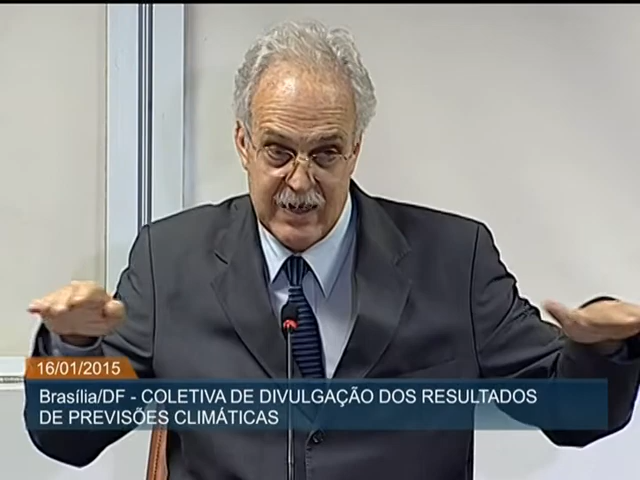 16/01/2015
Brasília/DF - COLETIVA DE DIVULGAÇÃO DOS RESULTADOS
DE PREVISÕES CLIMÁTICAS